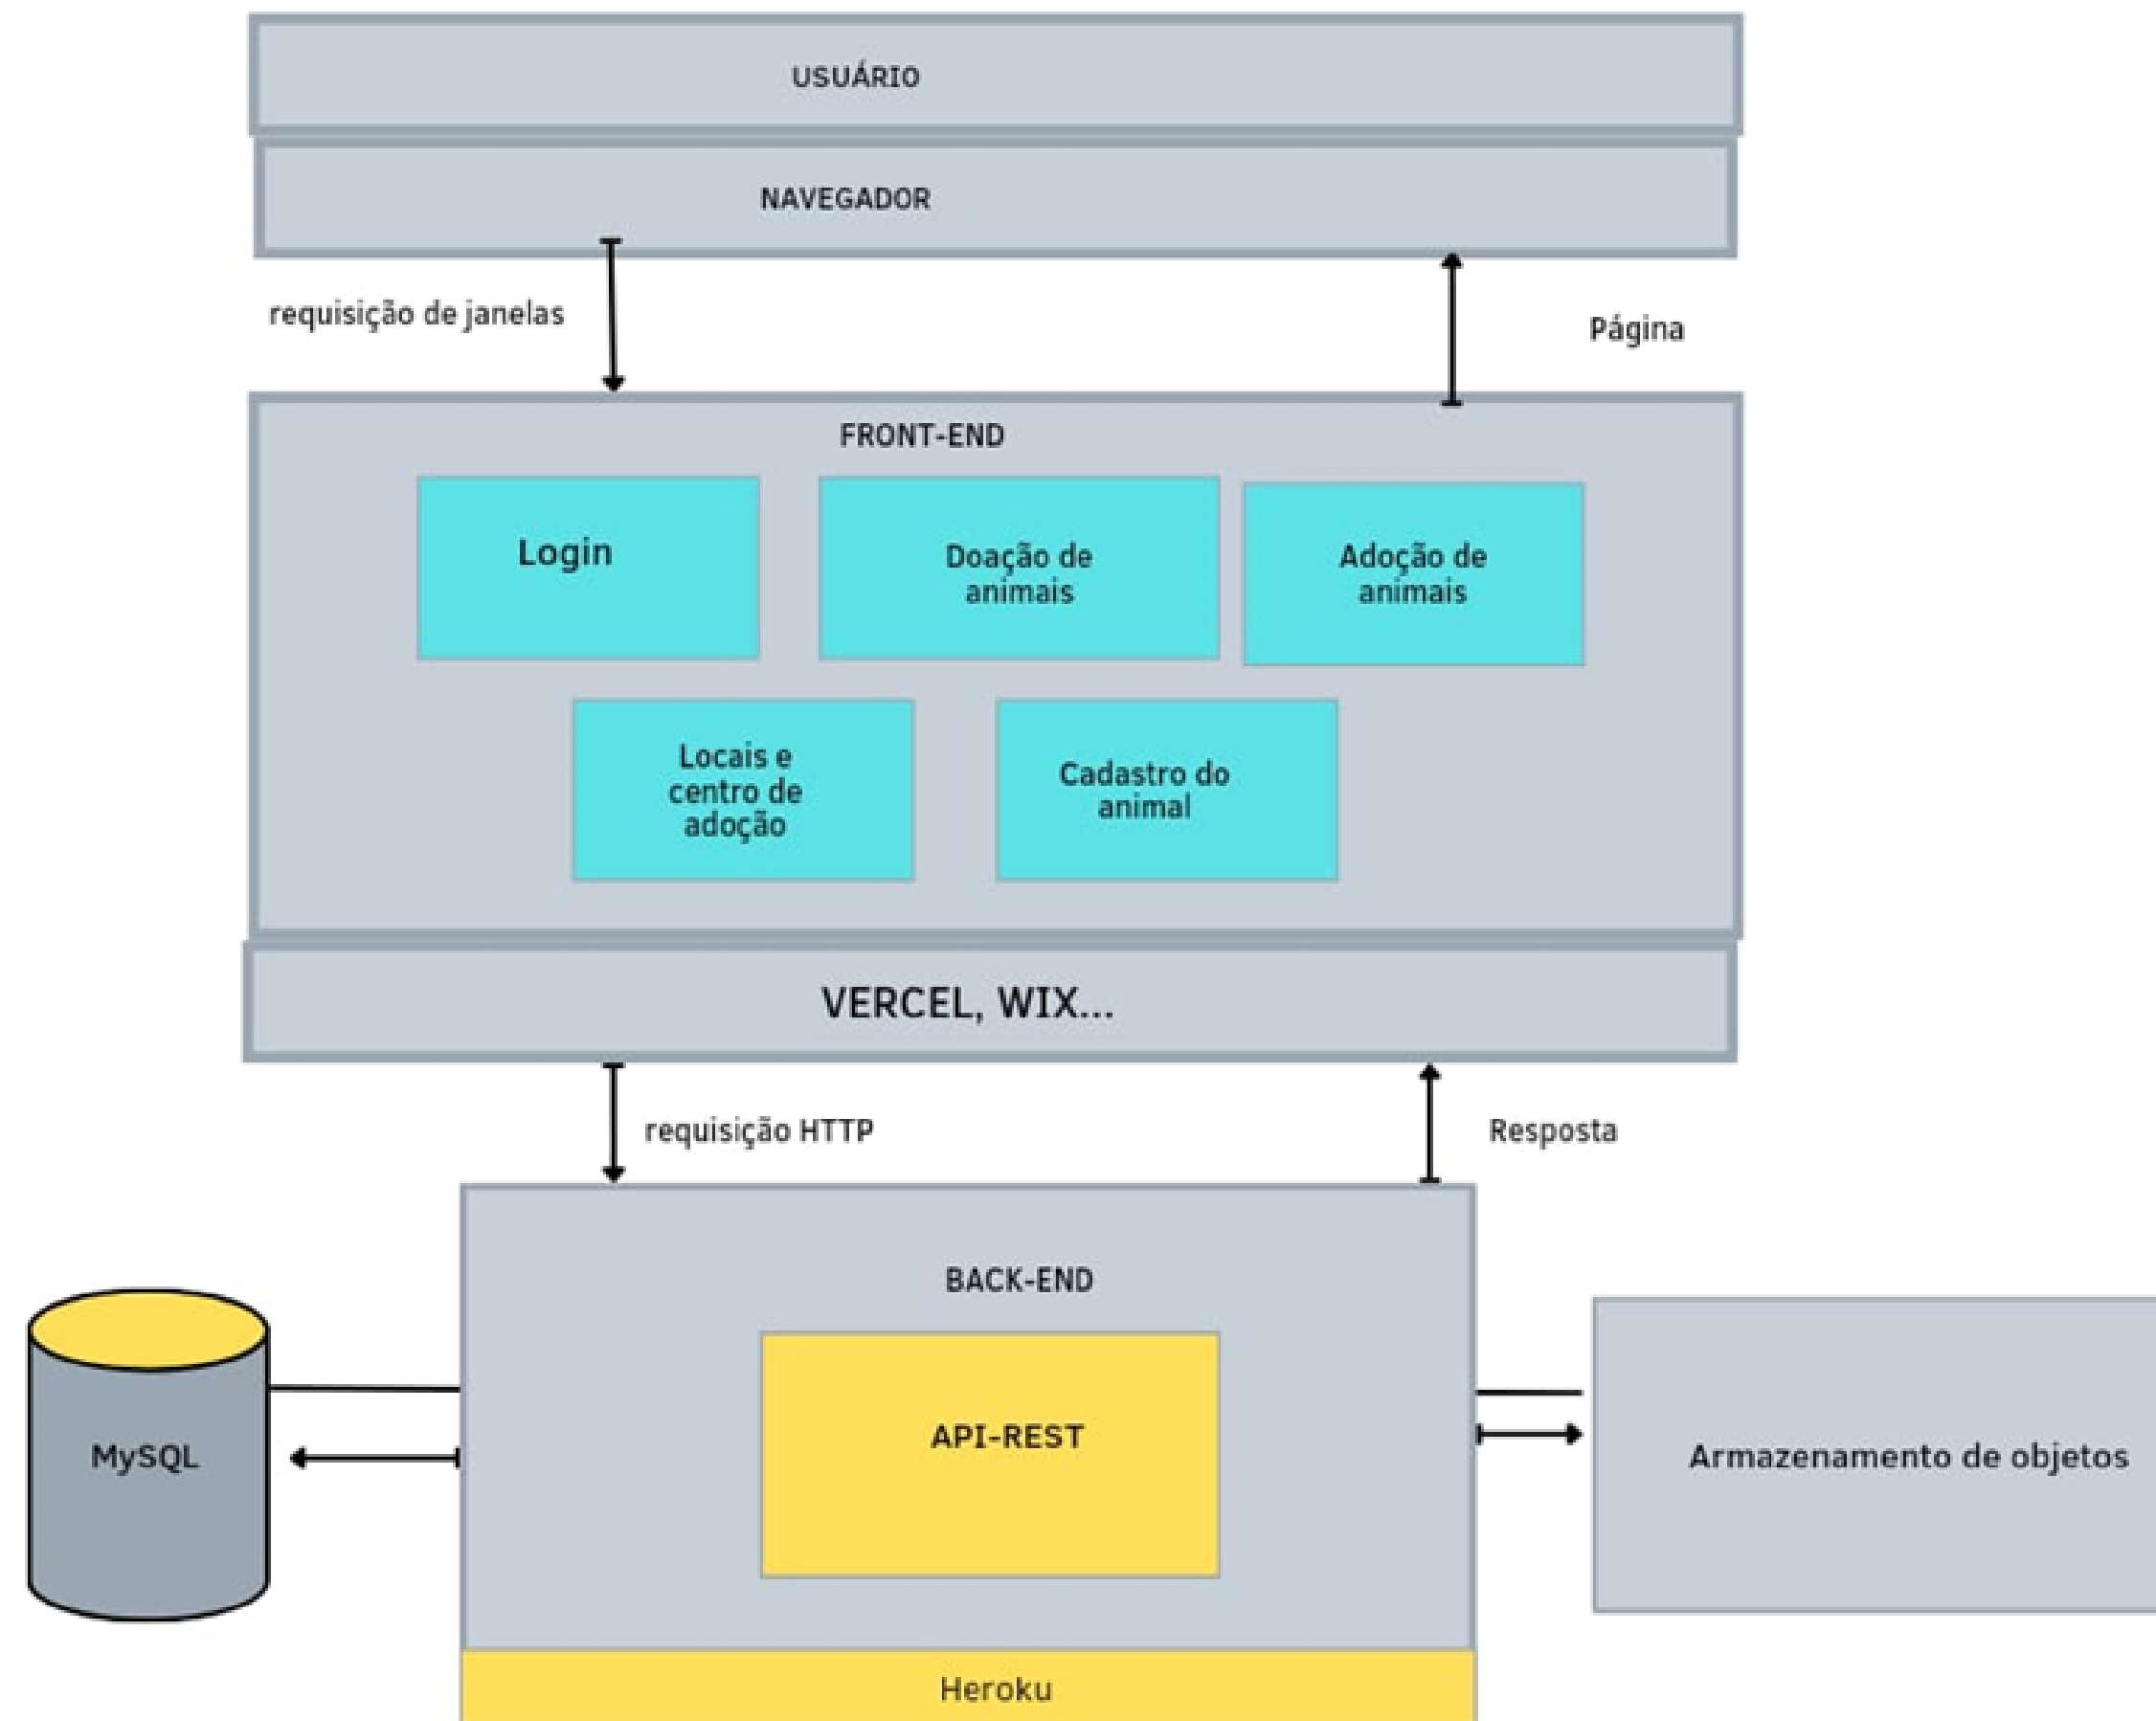 USUÁRIO
NAVEGADOR
requisição de janelas
Página
FRONT-END
Login
Doação de
animais
Adoção de
animais
Locais e
centro de
adoção
Cadastro do
animal
VERCEL, WIX...
requisição HTTP
Resposta
BACK-END
MySQL
API-REST
Armazenamento de objetos
Heroku